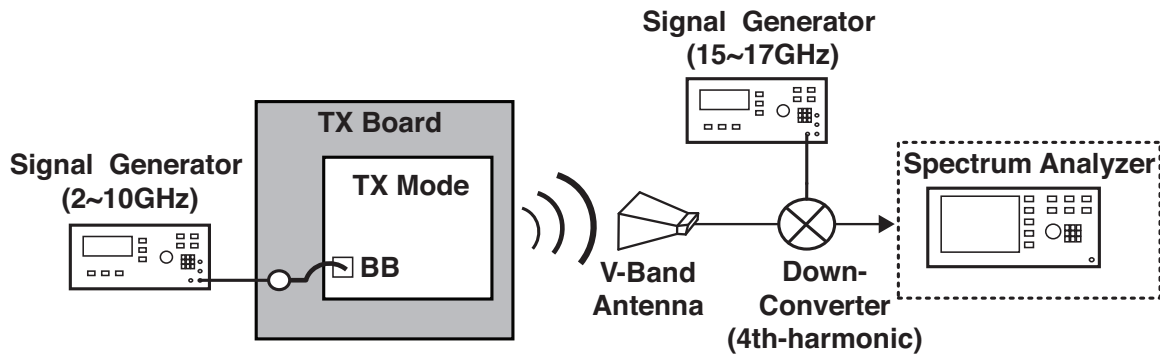 Signal Generator
(15~17GHz)
TX Board
Signal Generator
(2~10GHz)
TX Mode
BB
Spectrum Analyzer
V-Band
Antenna
Down-
Converter
(4th-harmonic)